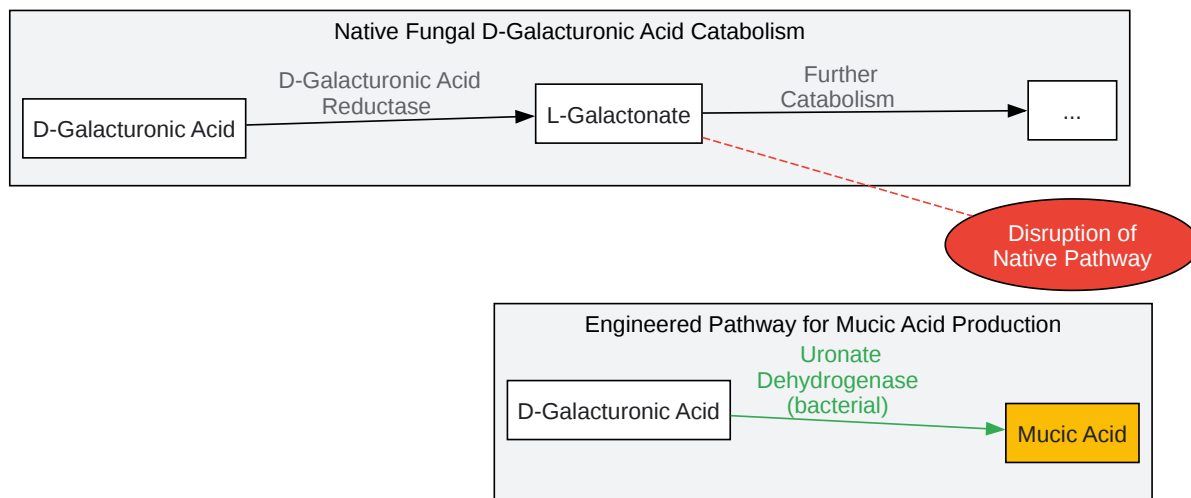 Native Fungal D-Galacturonic Acid Catabolism
D-Galacturonic Acid
D-Galacturonic Acid
Reductase
L-Galactonate
Further
Catabolism
...
Disruption of
Native Pathway
Engineered Pathway for Mucic Acid Production
D-Galacturonic Acid
Uronate
Dehydrogenase
(bacterial)
Mucic Acid